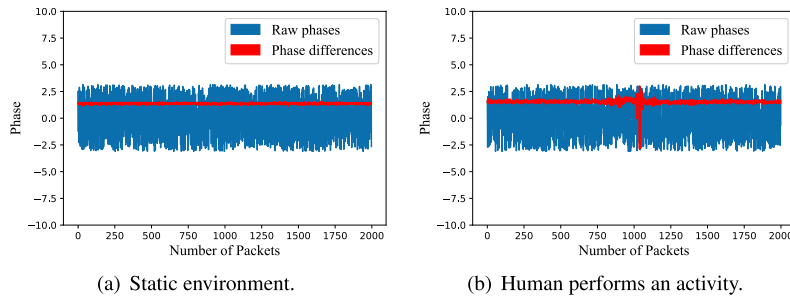 10.0
7.5
5.0
2.5
0.0
−2.5
−5.0
−7.5
−10.0
Phase
Raw phases
Phase differences
0 250 500 750 1000 1250 1500 1750 2000
Number of Packets
(a) Static environment.
10.0
7.5
5.0
2.5
0.0
−2.5
−5.0
−7.5
−10.0
Phase
Raw phases
Phase differences
0 250 500 750 1000 1250 1500 1750 2000
Number of Packets
(b) Human performs an activity.